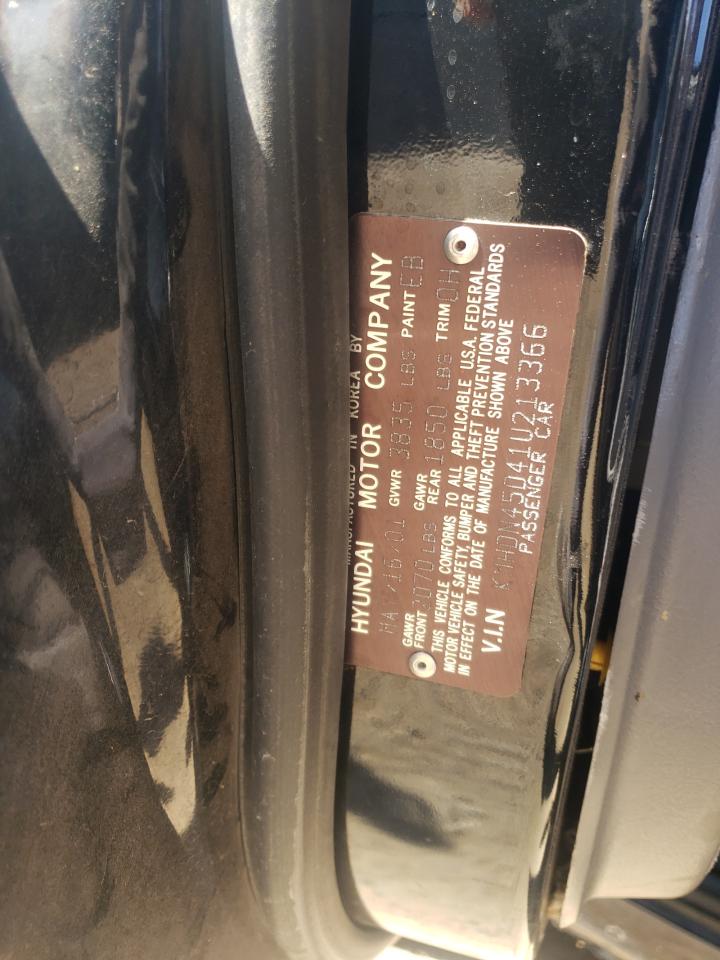 MANUFACTURED IN KOREA BY
HYUNDAI MOTOR COMPANY
MA /16/01 GVWR 3835 LBS PAINT EB
GAWR FRONT 2070 LBS GAWR REAR 1850 LBS TRIM OH
THIS VEHICLE CONFORMS TO ALL APPLICABLE U.S.A. FEDERAL
MOTOR VEHICLE SAFETY, BUMPER AND THEFT PREVENTION STANDARDS
IN EFFECT ON THE DATE OF MANUFACTURE SHOWN ABOVE
V.I.N KMHDN45D41U213366
PASSENGER CAR